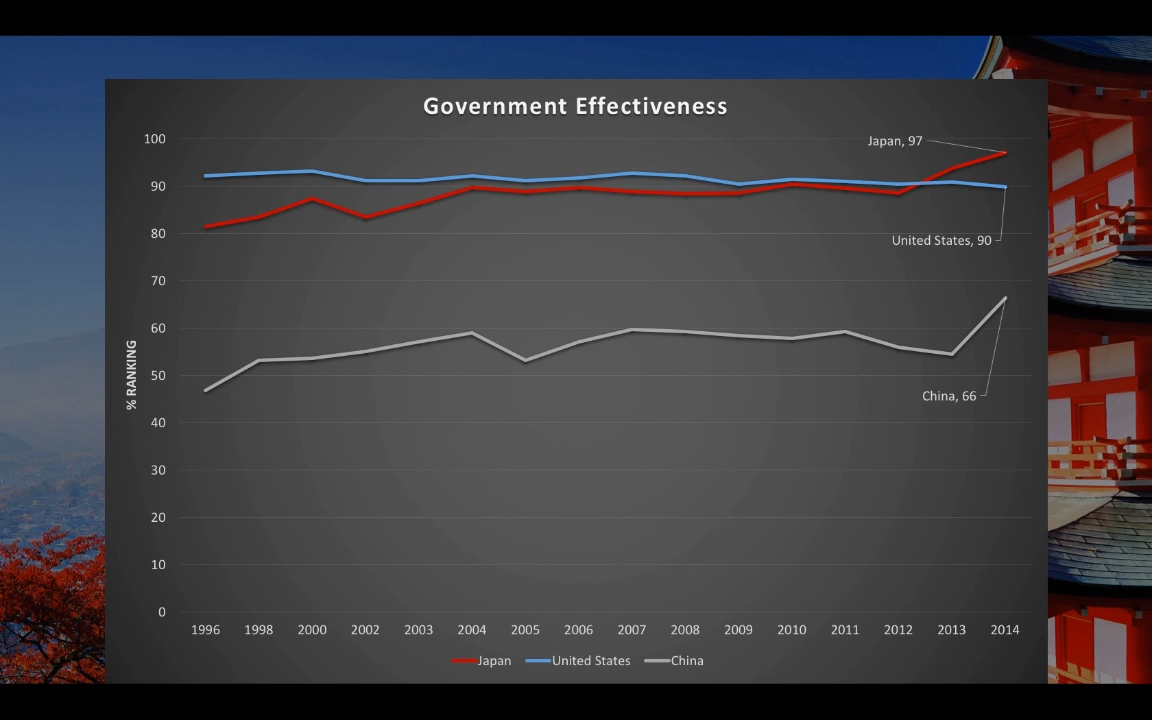 Government Effectiveness
% RANKING
100
90
80
70
60
50
40
30
20
10
0
Japan, 97
United States, 90
China, 66
1996 1998 2000 2002 2003 2004 2005 2006 2007 2008 2009 2010 2011 2012 2013 2014
Japan United States China